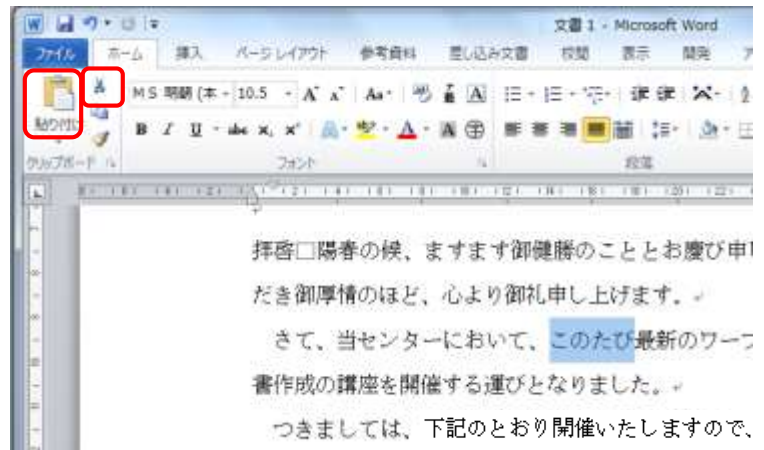 文書 1 - Microsoft Word
ファイル ホーム 挿入 ページ レイアウト 参考資料 差し込み文書 校閲 表示 開発
MS 明朝 (本 10.5 A A Aa A
貼り付け B I U abc x x A A
クリップボード フォント 段落
拝啓□陽春の候、ますます御健勝のこととお慶び申
だき御厚情のほど、心より御礼申し上げます。
さて、当センターにおいて、このたび最新のワー
書作成の講座を開催する運びとなりました。
つきましては、下記のとおり開催いたしますので、